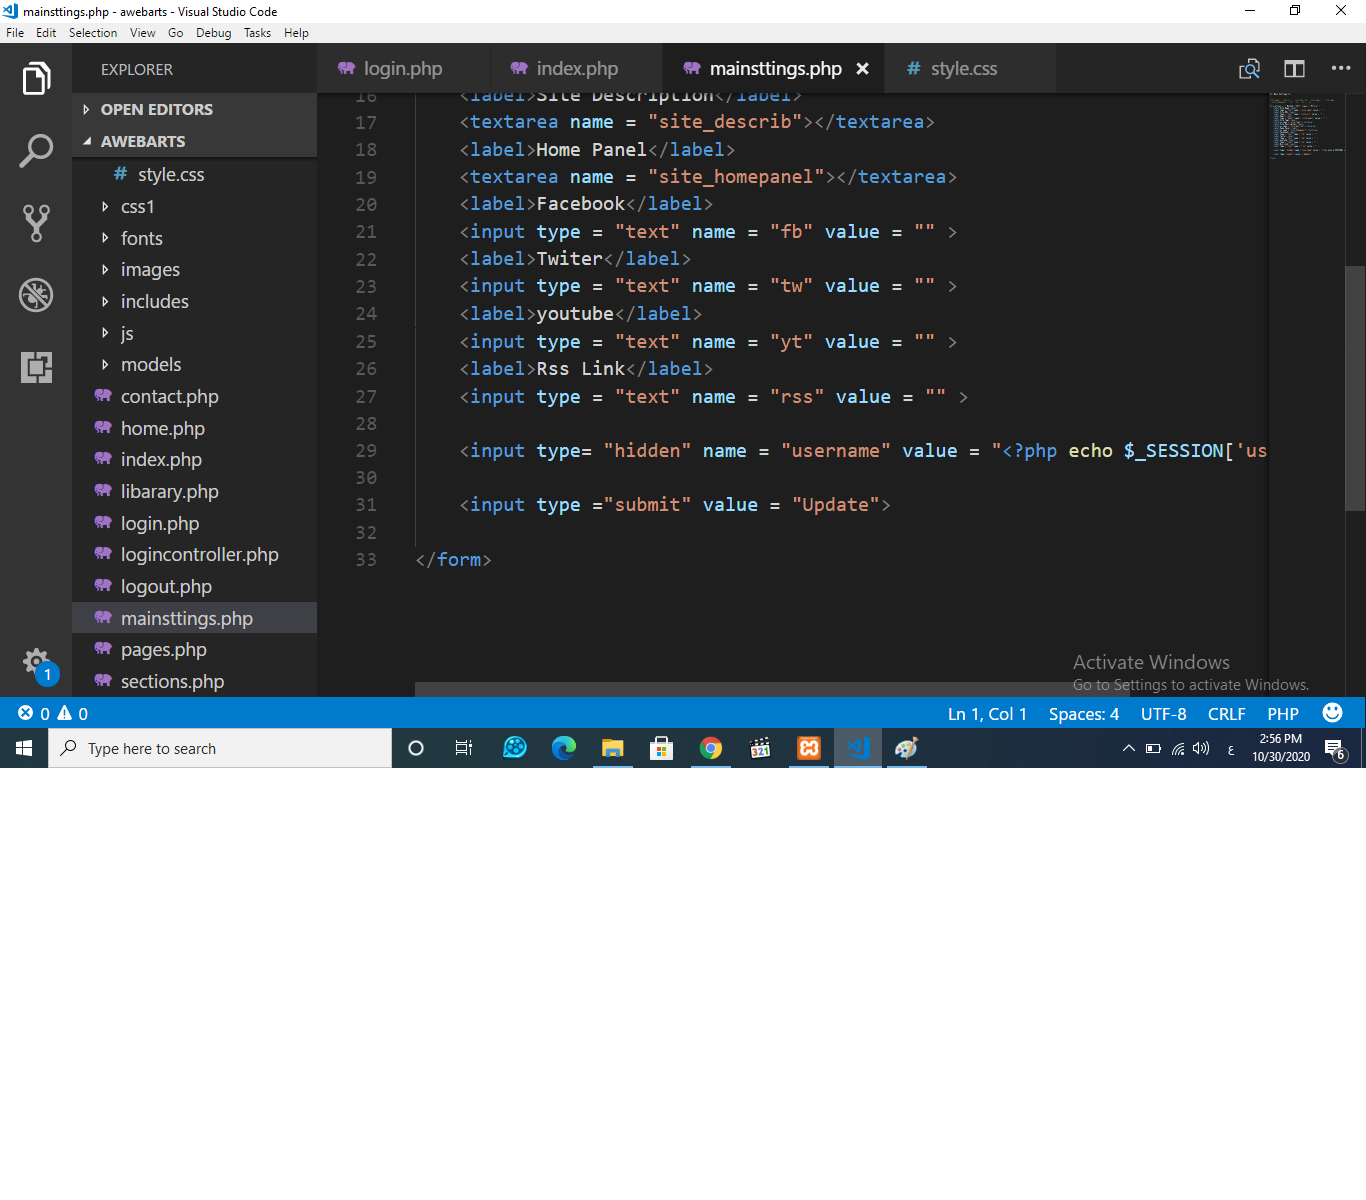 mainsttings.php - awebarts - Visual Studio Code
File Edit Selection View Go Debug Tasks Help
EXPLORER
login.php index.php mainsttings.php style.css
OPEN EDITORS
AWEBARTS
style.css
css1
fonts
images
includes
js
models
contact.php
home.php
index.php
libarary.php
login.php
logincontroller.php
logout.php
mainsttings.php
pages.php
sections.php
1
16 <label>Site Description</label>
17 <textarea name = "site_describ"></textarea>
18 <label>Home Panel</label>
19 <textarea name = "site_homepanel"></textarea>
20 <label>Facebook</label>
21 <input type = "text" name = "fb" value = "" >
22 <label>Twiter</label>
23 <input type = "text" name = "tw" value = "" >
24 <label>youtube</label>
25 <input type = "text" name = "yt" value = "" >
26 <label>Rss Link</label>
27 <input type = "text" name = "rss" value = "" >
28
29 <input type= "hidden" name = "username" value = "<?php echo $_SESSION['us
30
31 <input type ="submit" value = "Update">
32
33 </form>
Activate Windows
Go to Settings to activate Windows.
0 0 Ln 1, Col 1 Spaces: 4 UTF-8 CRLF PHP
Type here to search
321
ع
2:56 PM
10/30/2020
6